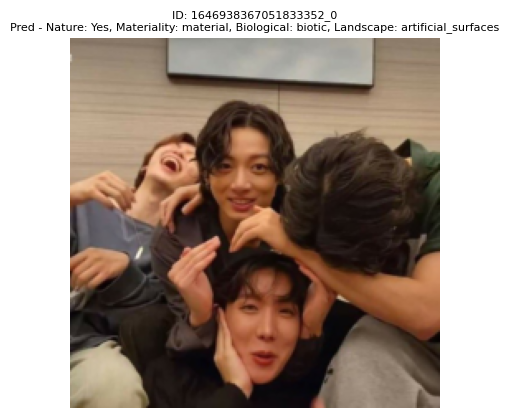 ID: 1646938367051833352_0
Pred - Nature: Yes, Materiality: material, Biological: biotic, Landscape: artificial_surfaces